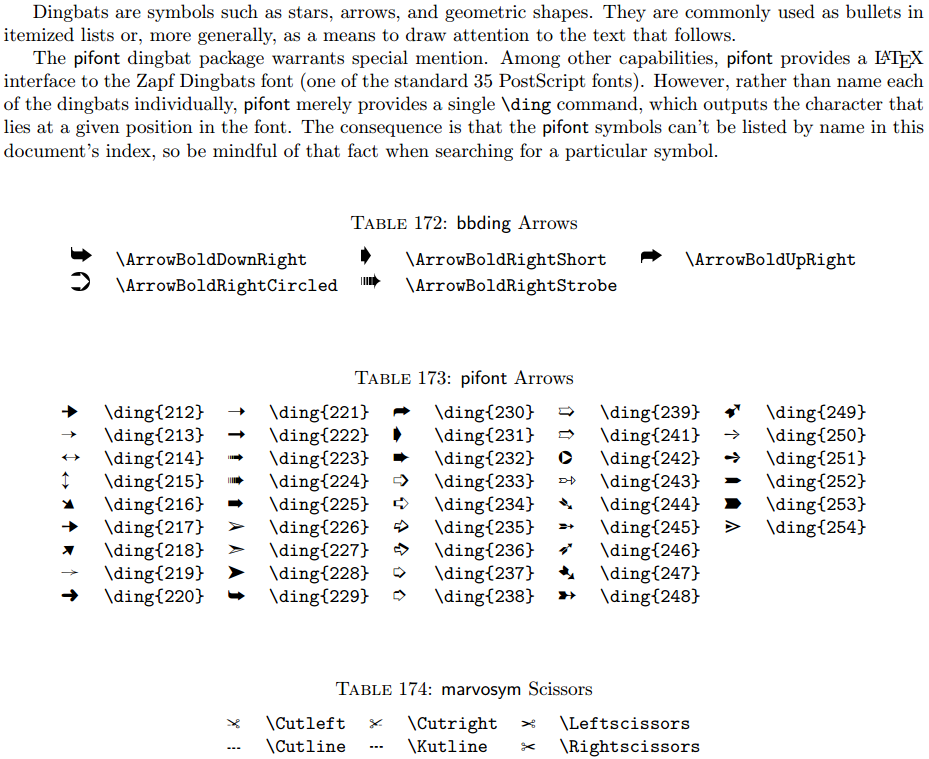 Dingbats are symbols such as stars, arrows, and geometric shapes. They are commonly used as bullets in
itemized lists or, more generally, as a means to draw attention to the text that follows.
The pifont dingbat package warrants special mention. Among other capabilities, pifont provides a LATEX
interface to the Zapf Dingbats font (one of the standard 35 PostScript fonts). However, rather than name each
of the dingbats individually, pifont merely provides a single \ding command, which outputs the character that
lies at a given position in the font. The consequence is that the pifont symbols can't be listed by name in this
document's index, so be mindful of that fact when searching for a particular symbol.
TABLE 172: bbding Arrows
\ArrowBoldDownRight \ArrowBoldRightShort \ArrowBoldUpRight
\ArrowBoldRightCircled \ArrowBoldRightStrobe
TABLE 173: pifont Arrows
\ding{212} \ding{221} \ding{230} \ding{239} \ding{249}
\ding{213} \ding{222} \ding{231} \ding{241} \ding{250}
\ding{214} \ding{223} \ding{232} \ding{242} \ding{251}
\ding{215} \ding{224} \ding{233} \ding{243} \ding{252}
\ding{216} \ding{225} \ding{234} \ding{244} \ding{253}
\ding{217} \ding{226} \ding{235} \ding{245} \ding{254}
\ding{218} \ding{227} \ding{236} \ding{246}
\ding{219} \ding{228} \ding{237} \ding{247}
\ding{220} \ding{229} \ding{238} \ding{248}
TABLE 174: marvosym Scissors
\Cutleft \Cutright \Leftscissors
\Cutline \Kutline \Rightscissors